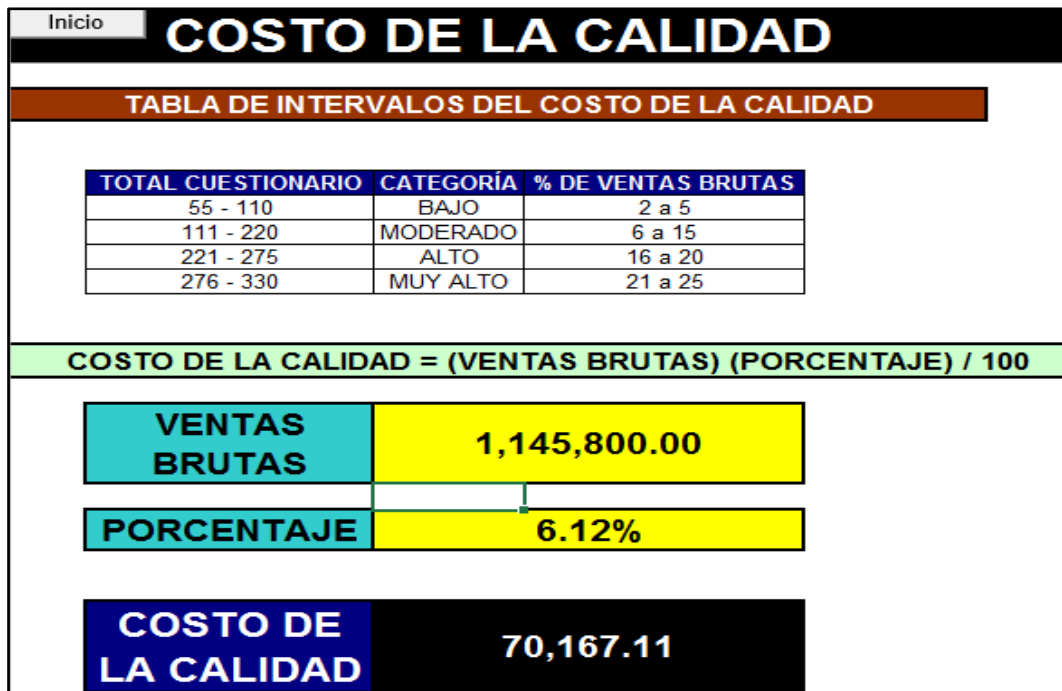 Inicio
COSTO DE LA CALIDAD
TABLA DE INTERVALOS DEL COSTO DE LA CALIDAD
TOTAL CUESTIONARIO CATEGORÍA % DE VENTAS BRUTAS
55 - 110 BAJO 2 a 5
111 - 220 MODERADO 6 a 15
221 - 275 ALTO 16 a 20
276 - 330 MUY ALTO 21 a 25
COSTO DE LA CALIDAD = (VENTAS BRUTAS) (PORCENTAJE) / 100
VENTAS
BRUTAS
1,145,800.00
PORCENTAJE 6.12%
COSTO DE
LA CALIDAD
70,167.11